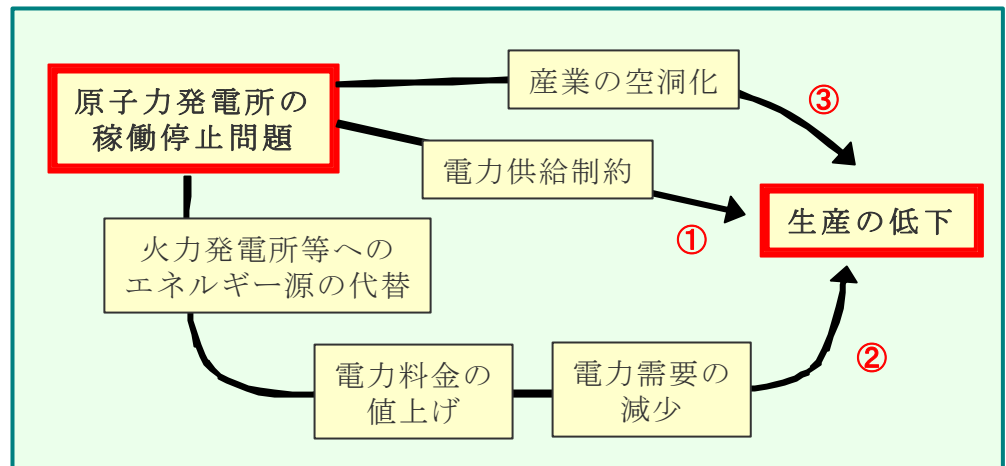 原子力発電所の
稼働停止問題
産業の空洞化
③
電力供給制約
①
生産の低下
火力発電所等への
エネルギー源の代替
電力料金の
値上げ
電力需要の
減少
②